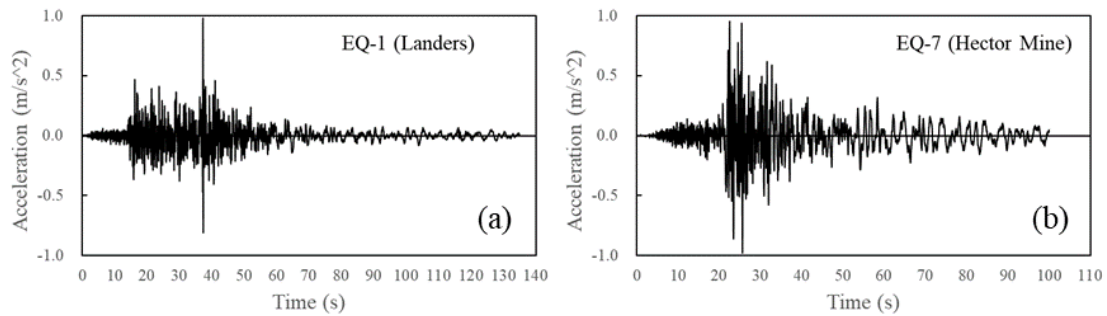 EQ-1 (Landers)
Acceleration (m/s^2)
1.0
0.5
0.0
-0.5
-1.0
(a)
0 10 20 30 40 50 60 70 80 90 100 110 120 130 140
Time (s)
EQ-7 (Hector Mine)
Acceleration (m/s^2)
1.0
0.5
0.0
-0.5
-1.0
(b)
0 10 20 30 40 50 60 70 80 90 100 110
Time (s)